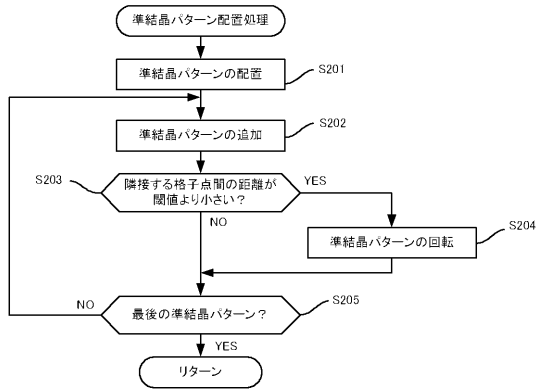 準結晶パターン配置処理
準結晶パターンの配置
S201
準結晶パターンの追加
S202
S203
隣接する格子点間の距離が
閾値より小さい？
YES
NO
準結晶パターンの回転
S204
NO
最後の準結晶パターン？
S205
YES
リターン